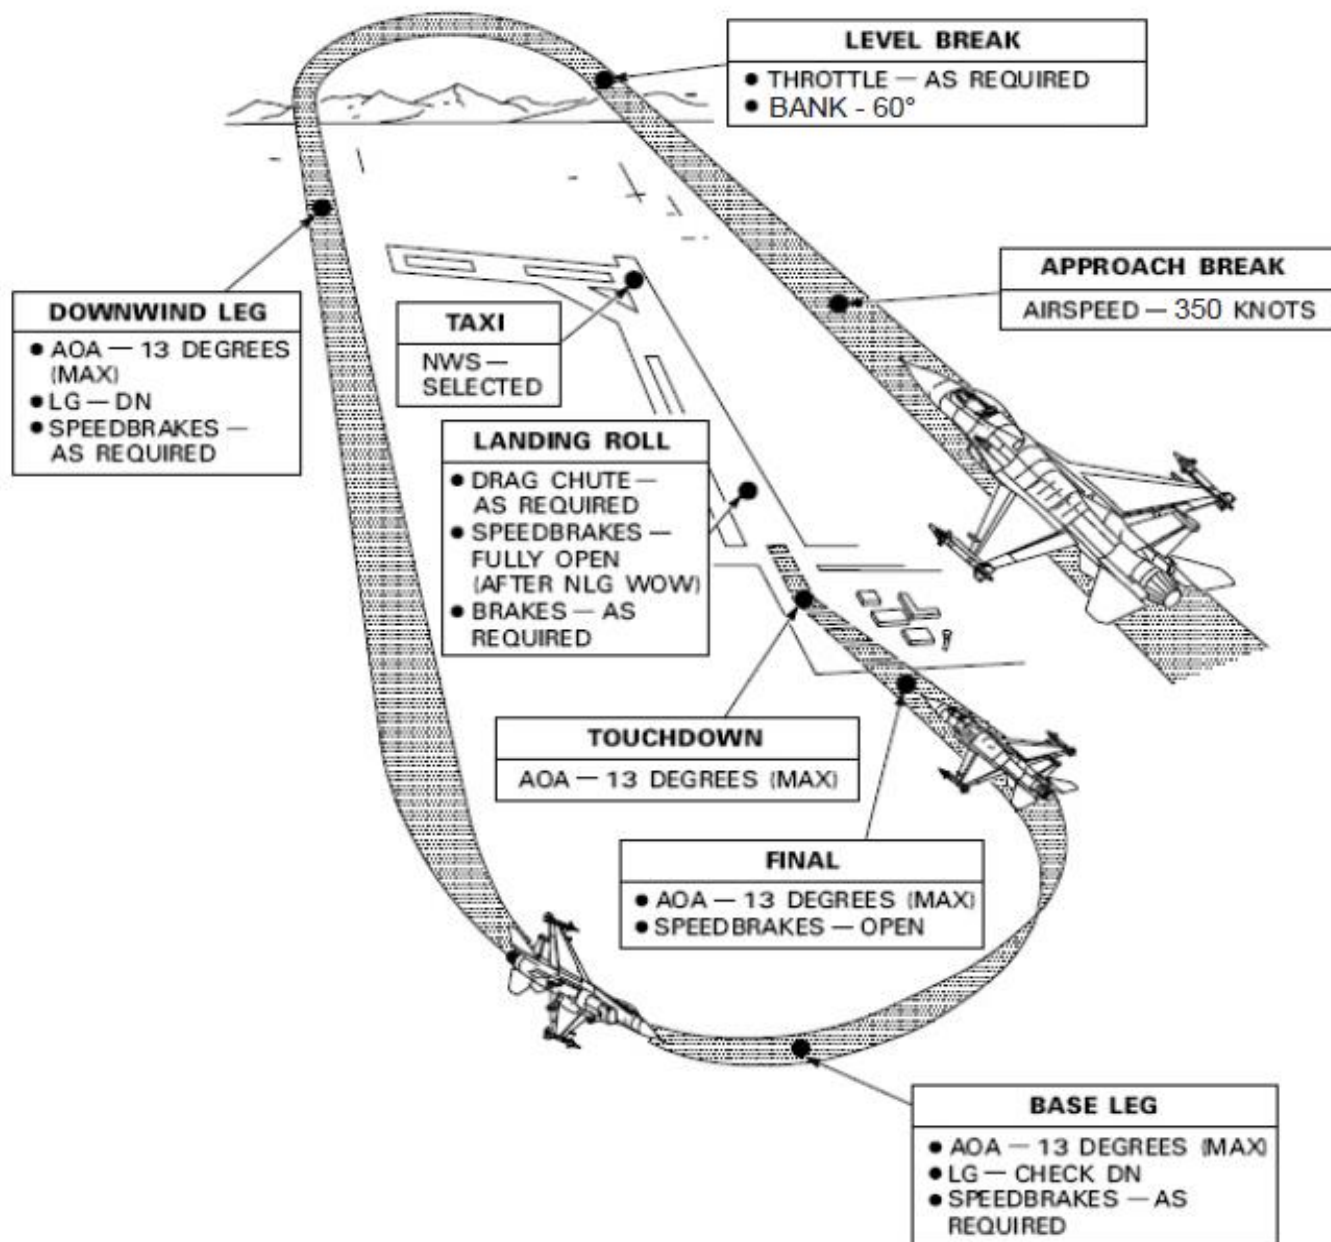 LEVEL BREAK
● THROTTLE — AS REQUIRED
● BANK - 60°
APPROACH BREAK
AIRSPEED — 350 KNOTS
DOWNWIND LEG
● AOA — 13 DEGREES
(MAX)
● LG — DN
● SPEEDBRAKES —
AS REQUIRED
TAXI
NWS —
SELECTED
LANDING ROLL
● DRAG CHUTE —
AS REQUIRED
● SPEEDBRAKES —
FULLY OPEN
(AFTER NLG WOW)
● BRAKES — AS
REQUIRED
TOUCHDOWN
AOA — 13 DEGREES (MAX)
FINAL
● AOA — 13 DEGREES (MAX)
● SPEEDBRAKES — OPEN
BASE LEG
● AOA — 13 DEGREES (MAX)
● LG — CHECK DN
● SPEEDBRAKES — AS
REQUIRED